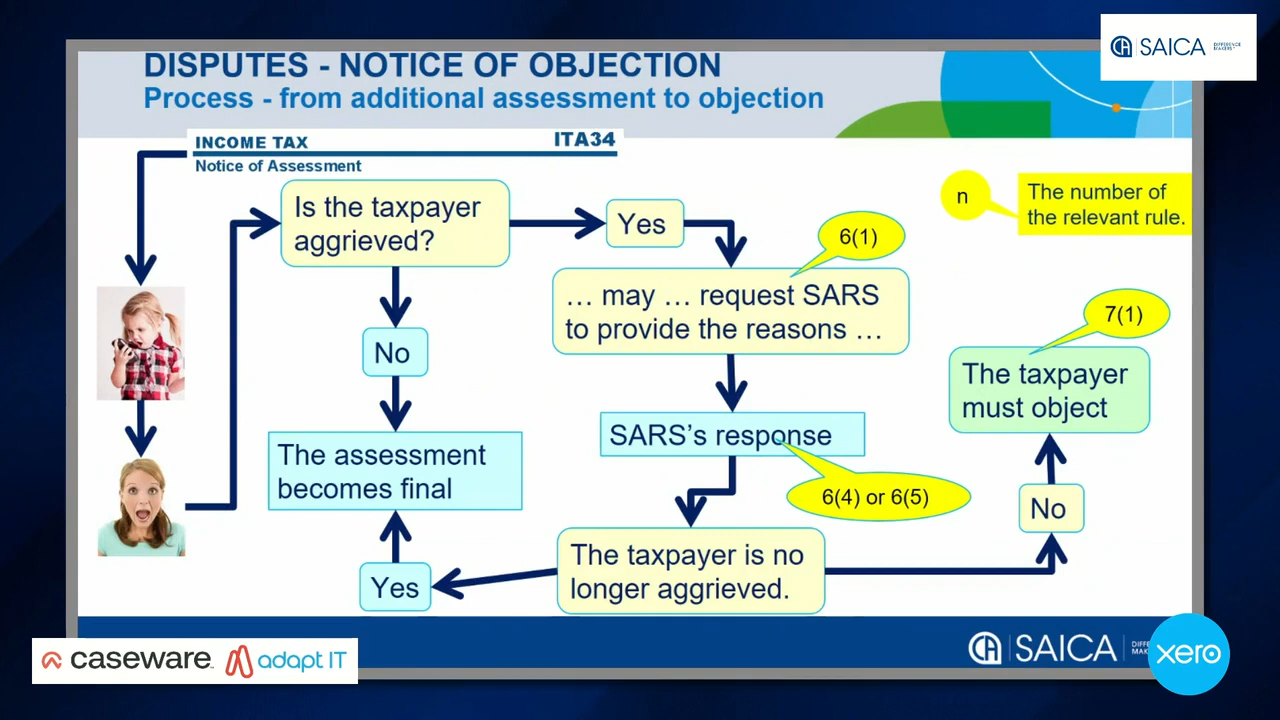 SAICA
DISPUTES - NOTICE OF OBJECTION
Process - from additional assessment to objection
INCOME TAX
ITA34
Notice of Assessment
n
The number of
the relevant rule.
Is the taxpayer
aggrieved?
Yes
6(1)
… may … request SARS
to provide the reasons …
7(1)
No
The taxpayer
must object
SARS’s response
The assessment
becomes final
6(4) or 6(5)
No
The taxpayer is no
longer aggrieved.
Yes
SAICA
caseware
adapt IT
xero